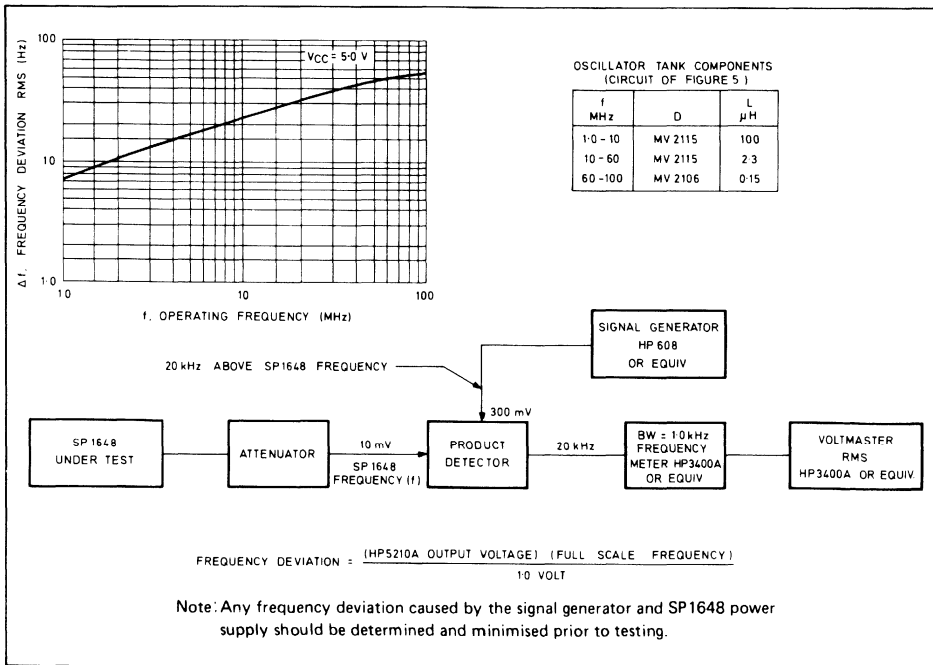 100
10
1·0
Δf, FREQUENCY DEVIATION RMS (Hz)
VCC = 5·0 V
1·0
10
100
f, OPERATING FREQUENCY (MHz)
OSCILLATOR TANK COMPONENTS
(CIRCUIT OF FIGURE 5)
f MHz D L μH
1·0-10 MV 2115 100
10-60 MV 2115 2·3
60-100 MV 2106 0·15
SIGNAL GENERATOR
HP 608
OR EQUIV
20 kHz ABOVE SP1648 FREQUENCY
300 mV
SP 1648
UNDER TEST
ATTENUATOR
10 mV
SP 1648
FREQUENCY (f)
PRODUCT
DETECTOR
20 kHz
BW = 1·0 kHz
FREQUENCY
METER HP3400A
OR EQUIV
VOLTMASTER
RMS
HP3400A OR EQUIV.
FREQUENCY DEVIATION = (HP5210A OUTPUT VOLTAGE) (FULL SCALE FREQUENCY)
1·0 VOLT
Note: Any frequency deviation caused by the signal generator and SP1648 power
supply should be determined and minimised prior to testing.